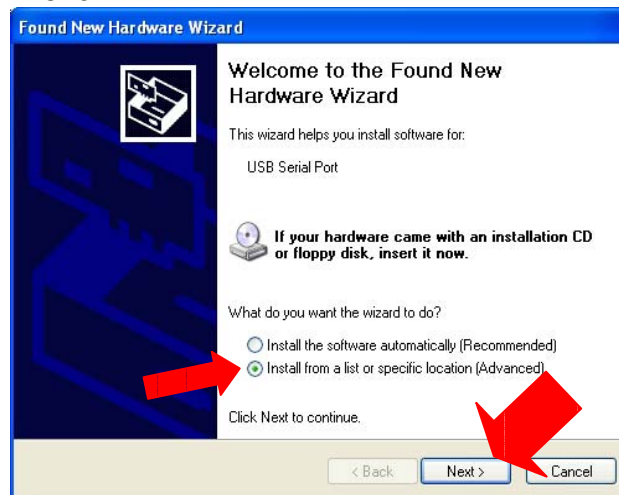 Found New Hardware Wizard
Welcome to the Found New
Hardware Wizard
This wizard helps you install software for:
USB Serial Port
If your hardware came with an installation CD
or floppy disk, insert it now.
What do you want the wizard to do?
Install the software automatically (Recommended)
Install from a list or specific location (Advanced)
Click Next to continue.
< Back Next > Cancel